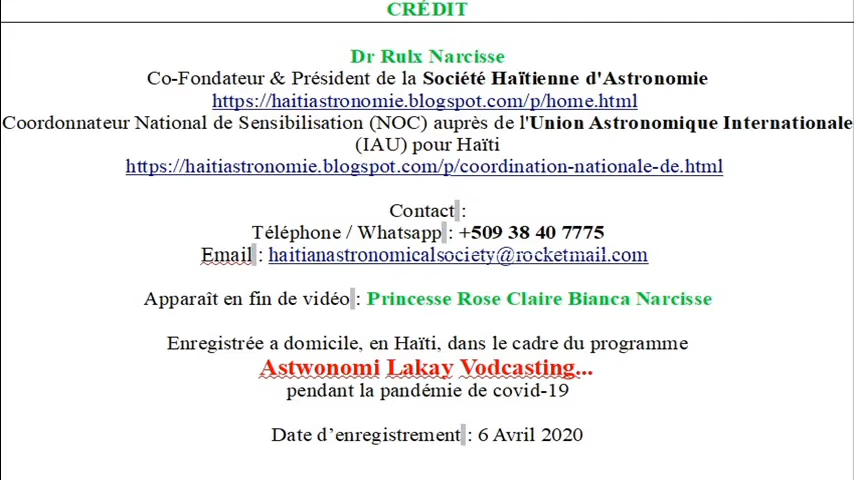 CRÉDIT
Dr Rulx Narcisse
Co-Fondateur & Président de la Société Haïtienne d'Astronomie
https://haitiastronomie.blogspot.com/p/home.html
Coordonnateur National de Sensibilisation (NOC) auprès de l'Union Astronomique Internationale
(IAU) pour Haïti
https://haitiastronomie.blogspot.com/p/coordination-nationale-de.html
Contact :
Téléphone / Whatsapp : +509 38 40 7775
Email : haitianastronomicalsociety@rocketmail.com
Apparaît en fin de vidéo : Princesse Rose Claire Bianca Narcisse
Enregistrée a domicile, en Haïti, dans le cadre du programme
Astwonomi Lakay Vodcasting...
pendant la pandémie de covid-19
Date d’enregistrement : 6 Avril 2020